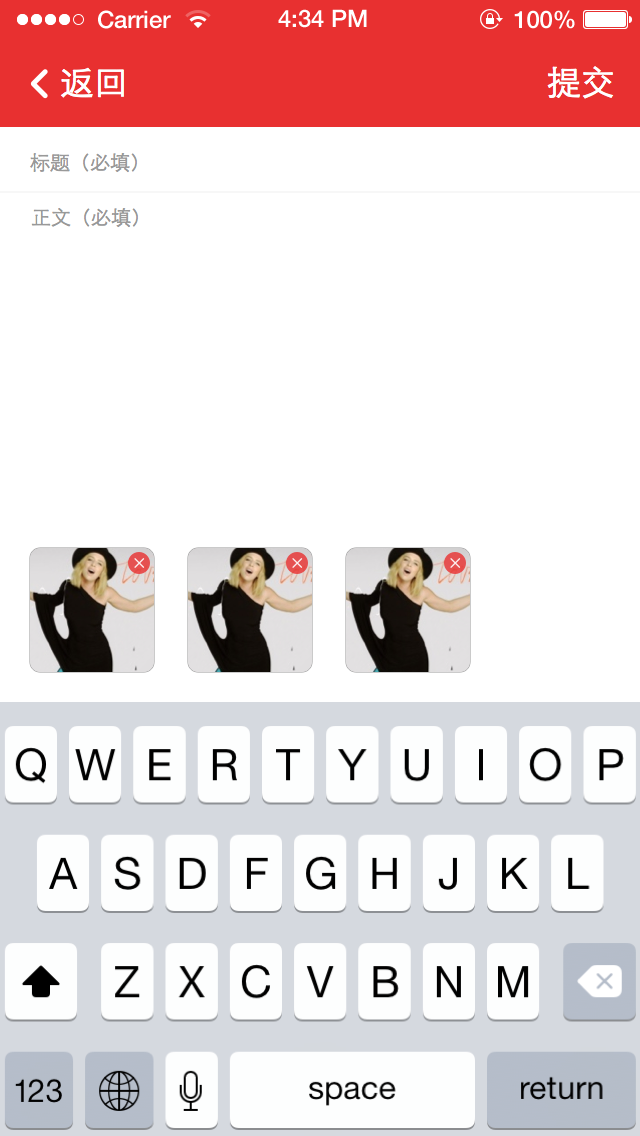 Carrier 4:34 PM 100%
返回 提交
标题（必填）
正文（必填）
Q W E R T Y U I O P
A S D F G H J K L
Z X C V B N M
123 space return